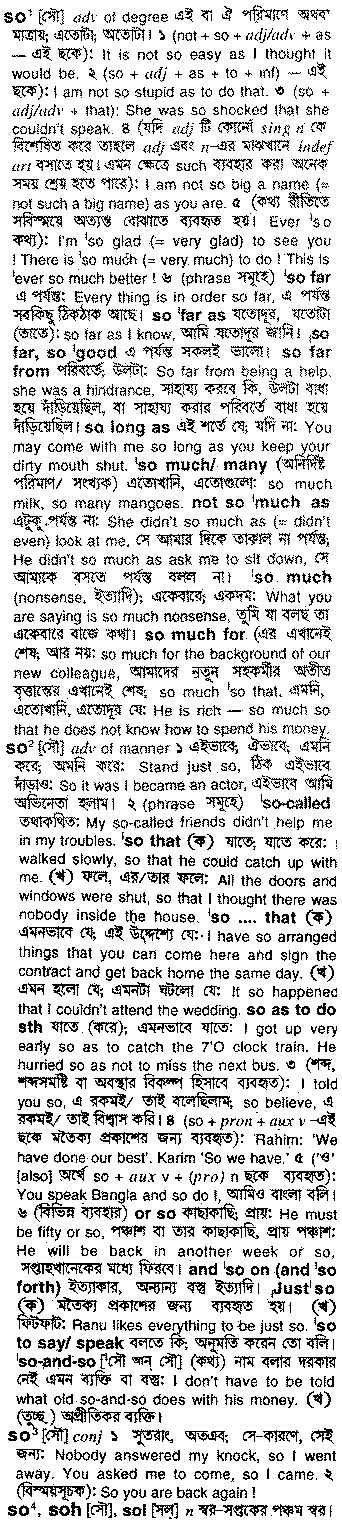 so¹ [সৌ] adv of degree এই বা ঐ পরিমাণে অথবা
মাত্রায়; এতোটা; অতোটা। ১ (not + so + adj/adv + as
— এই ছকে): It is not so easy as I thought it
would be. ২ (so + adj + as + to + inf) — এই
ছকে): I am not so stupid as to do that. ৩ (so +
adj/adv + that): She was so shocked that she
couldn't speak. ৪ (যদি adj টি কোনো sing n কে
বিশেষিত করে তাহলে adj এবং n-এর মাঝখানে indef
art বসাতে হয়। এমন ক্ষেত্রে such ব্যবহার করা অনেক
সময় শ্রেয় হতে পারে): I am not so big a name (=
not such a big name) as you are. ৫ (কথ্য রীতিতে
সবিস্ময়ে অত্যন্ত বোঝাতে ব্যবহৃত হয়। Ever ˈso
কথ্য): I'm ˈso glad (= very glad) to see you
! There is ˈso much (= very much) to do ! This is
ˈever so much better ! ৬ (phrase সমূহে) ˈso far
এ পর্যন্ত: Every thing is in order so far, এ পর্যন্ত
সবকিছু ঠিকঠাক আছে। so ˈfar as যতোদূর, যতোটা
(তাতে): so far as I know, আমি যতোদূর জানি। ˌso
far, so ˈgood এ পর্যন্ত সকলই ভালো। so far
from পরিবর্তে, উলটা: So far from being a help,
she was a hindrance, সাহায্য করবে কি, উলটা বাধা
হয়ে দাঁড়িয়েছিল, বা সাহায্য করার পরিবর্তে বাধা হয়ে
দাঁড়িয়েছিল। so long as এই শর্তে যে; যদি না: You
may come with me so long as you keep your
dirty mouth shut. ˈso much/ many (অনির্দিষ্ট
পরিমাণ/ সংখ্যক) এতোখানি, এতোগুলো: so much
milk, so many mangoes. not so ˈmuch as
এটুকু পর্যন্ত না: She didn't so much as (= didn't
even) look at me, সে আমার দিকে তাকাল না পর্যন্ত;
He didn't so much as ask me to sit down, সে
আমাকে বসতে পর্যন্ত বলল না। ˈso much
(nonsense, ইত্যাদি); একেবারে; একদম: What you
are saying is so much nonsense, তুমি যা বলছ তা
একেবারে বাজে কথা। so much for (এর এখানেই
শেষ; আর নয়: so much for the background of our
new colleague, আমাদের নতুন সহকর্মীর অতীত
বৃত্তান্তের এখানেই শেষ; so much ˈso that, এমনি,
এতোখানি, এতোদূর যে: He is rich — so much so
that he does not know how to spend his money.
so² [সৌ] adv of manner ১ এইভাবে; ঐভাবে; এমনি
করে; অমনি করে: Stand just so, ঠিক এইভাবে
দাঁড়াও: So it was I became an actor, এইভাবে আমি
অভিনেতা হলাম। ২ (phrase সমূহে) ˈso-called
তথাকথিত: My so-called friends didn't help me
in my troubles. ˈso that (ক) যাতে; যাতে করে: I
walked slowly, so that he could catch up with
me. (খ) ফলে, এর/তার ফলে: All the doors and
windows were shut, so that I thought there was
nobody inside the house. ˈso .... that (ক)
এমনভাবে যে; এই উদ্দেশ্যে যে: I have so arranged
things that you can come here and sign the
contract and get back home the same day. (খ)
এমন হলো যে; এমনটা ঘটলো যে: It so happened
that I couldn't attend the wedding. so as to do
sth যাতে (করে); এমনভাবে যাতে: I got up very
early so as to catch the 7'O clock train. He
hurried so as not to miss the next bus. ৩ (শব্দ,
শব্দসমষ্টি বা অবস্থার বিকল্প হিসাবে ব্যবহৃত): I told
you so, এ রকমই/ তাই বলেছিলাম; so believe, এ
রকমই/ তাই বিশ্বাস করি। ৪ (so + pron + aux v –এই
ছকে মতৈক্য প্রকাশের জন্য ব্যবহৃত): Rahim: 'We
have done our best'. Karim 'So we have.' ৫ ('ও'
[also] অর্থে so + aux v + (pro) n ছকে ব্যবহৃত):
You speak Bangla and so do I, আমিও বাংলা বলি।
৬ (বিভিন্ন ব্যবহার) or so কাছাকাছি; প্রায়: He must
be fifty or so, পঞ্চাশ বা তার কাছাকাছি, প্রায় পঞ্চাশ:
He will be back in another week or so,
সপ্তাহখানেকের মধ্যে ফিরবে। and ˈso on (and ˈso
forth) ইত্যাকার, অন্যান্য বস্তু ইত্যাদি। ˌJust ˈso
(ক) মতৈক্য প্রকাশের জন্য ব্যবহৃত হয়। (খ)
ফিটফাট: Ranu likes everything to be just so. ˈso
to say/ speak বলতে কি; অনুমতি করেন তো বলি।
ˈso-and-so [ˈসৌ অন্ সৌ] (কথ্য) নাম বলার দরকার
নেই এমন ব্যক্তি বা বস্তু: I don't have to be told
what old so-and-so does with his money. (খ)
(তুচ্ছ.) অপ্রীতিকর ব্যক্তি।
so³ [সৌ] conj ১ সুতরাং, অতএব; সে-কারণে, সেই
জন্য: Nobody answered my knock, so I went
away. You asked me to come, so I came. ২
(বিস্ময়সূচক): So you are back again !
so⁴, soh [সৌ], sol [সল্] n স্বর-সপ্তকের পঞ্চম স্বর।